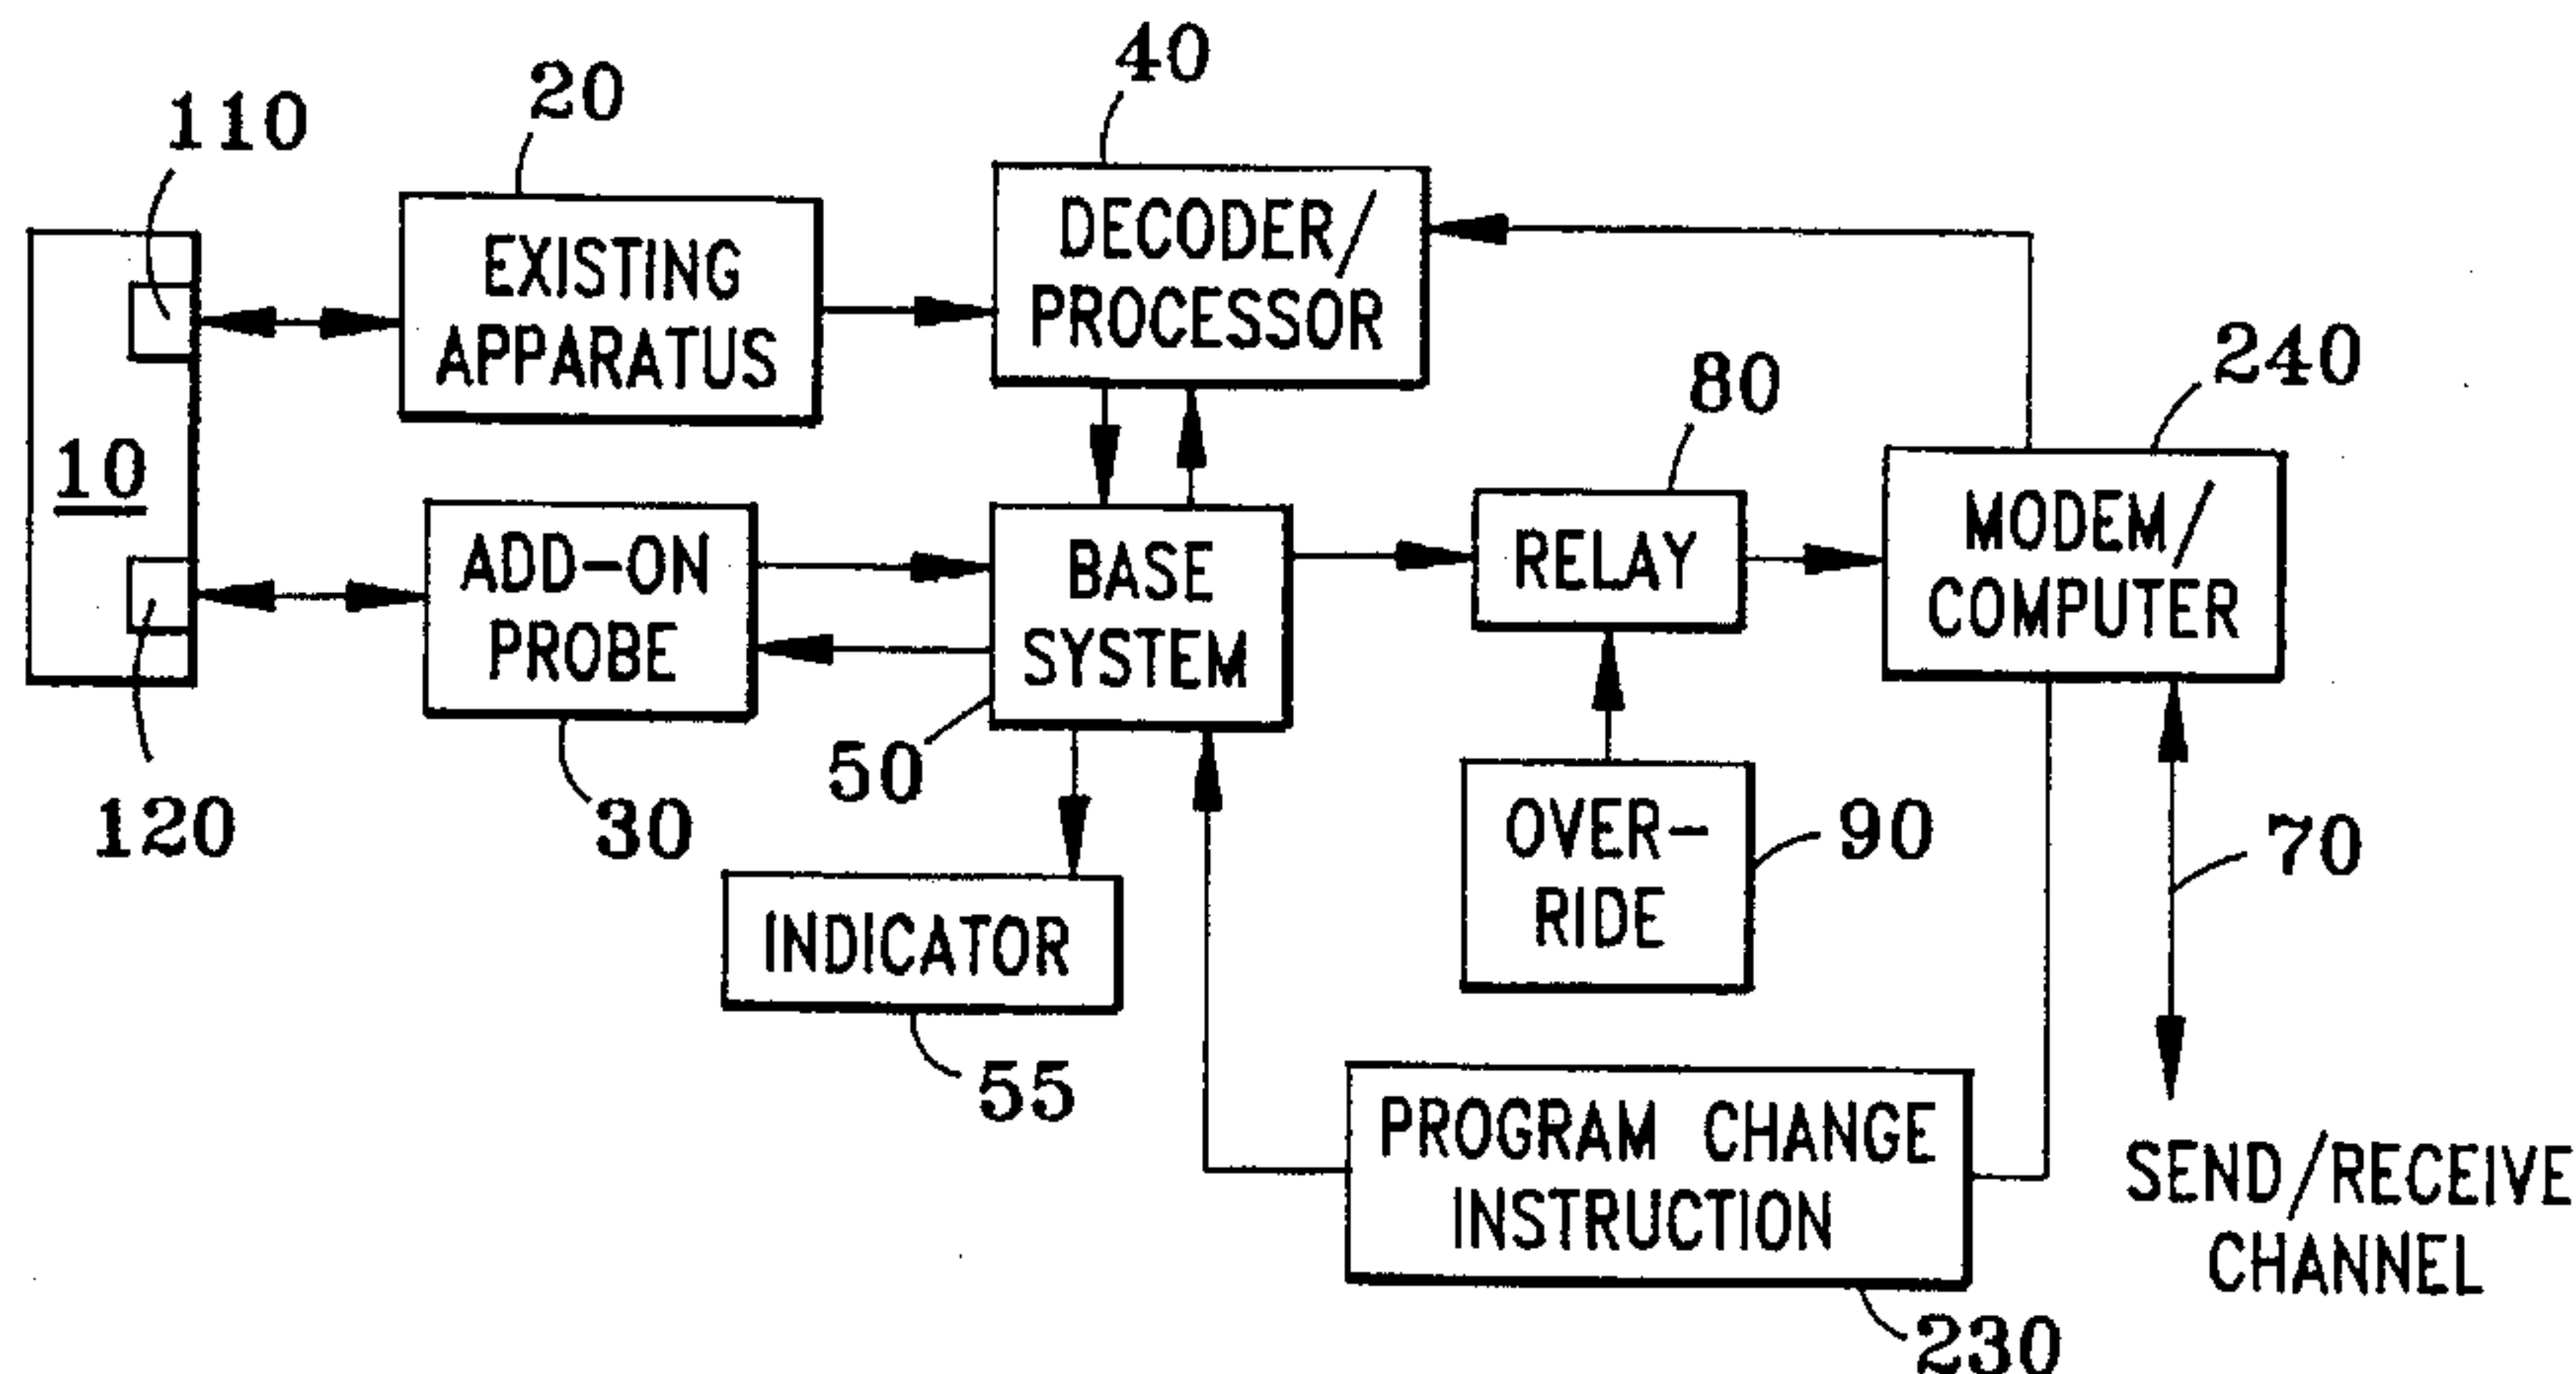 40
20
110
EXISTING
APPARATUS
DECODER/
PROCESSOR
240
80
10
ADD-ON
PROBE
BASE
SYSTEM
RELAY
MODEM/
COMPUTER
50
120
30
OVER-
RIDE
90
70
INDICATOR
55
PROGRAM CHANGE
INSTRUCTION
SEND/RECEIVE
CHANNEL
230